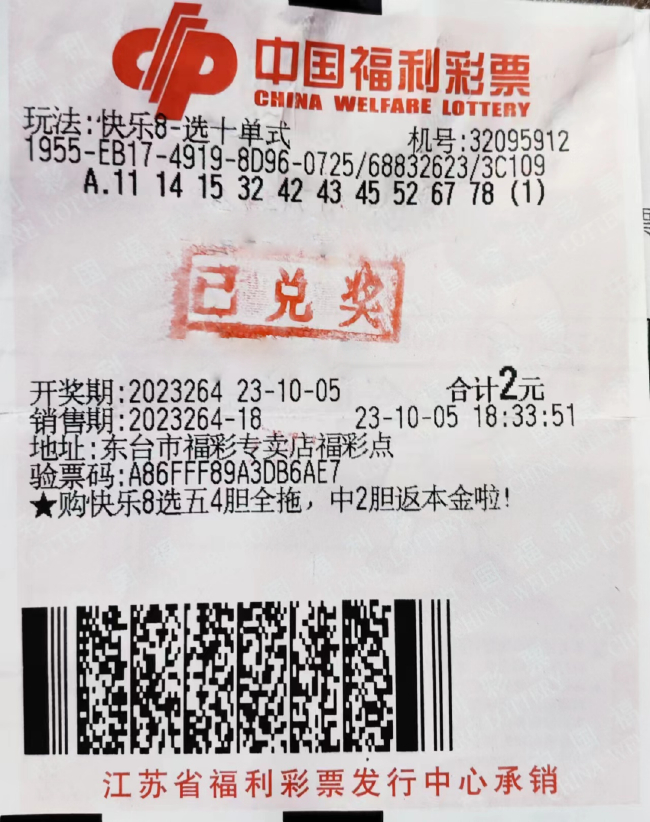 中国福利彩票
CHINA WELFARE LOTTERY
玩法:快乐8-选十单式 机号:32095912
1955-EB17-4919-8D96-0725/68832623/3C109
A.11 14 15 32 42 43 45 52 67 78 (1)
已兑奖
开奖期:2023264 23-10-05 合计2元
销售期:2023264-18 23-10-05 18:33:51
地址:东台市福彩专卖店福彩点
验票码:A86FFF89A3DB6AE7
★购快乐8选五4胆全拖，中2胆返本金啦!
江苏省福利彩票发行中心承销